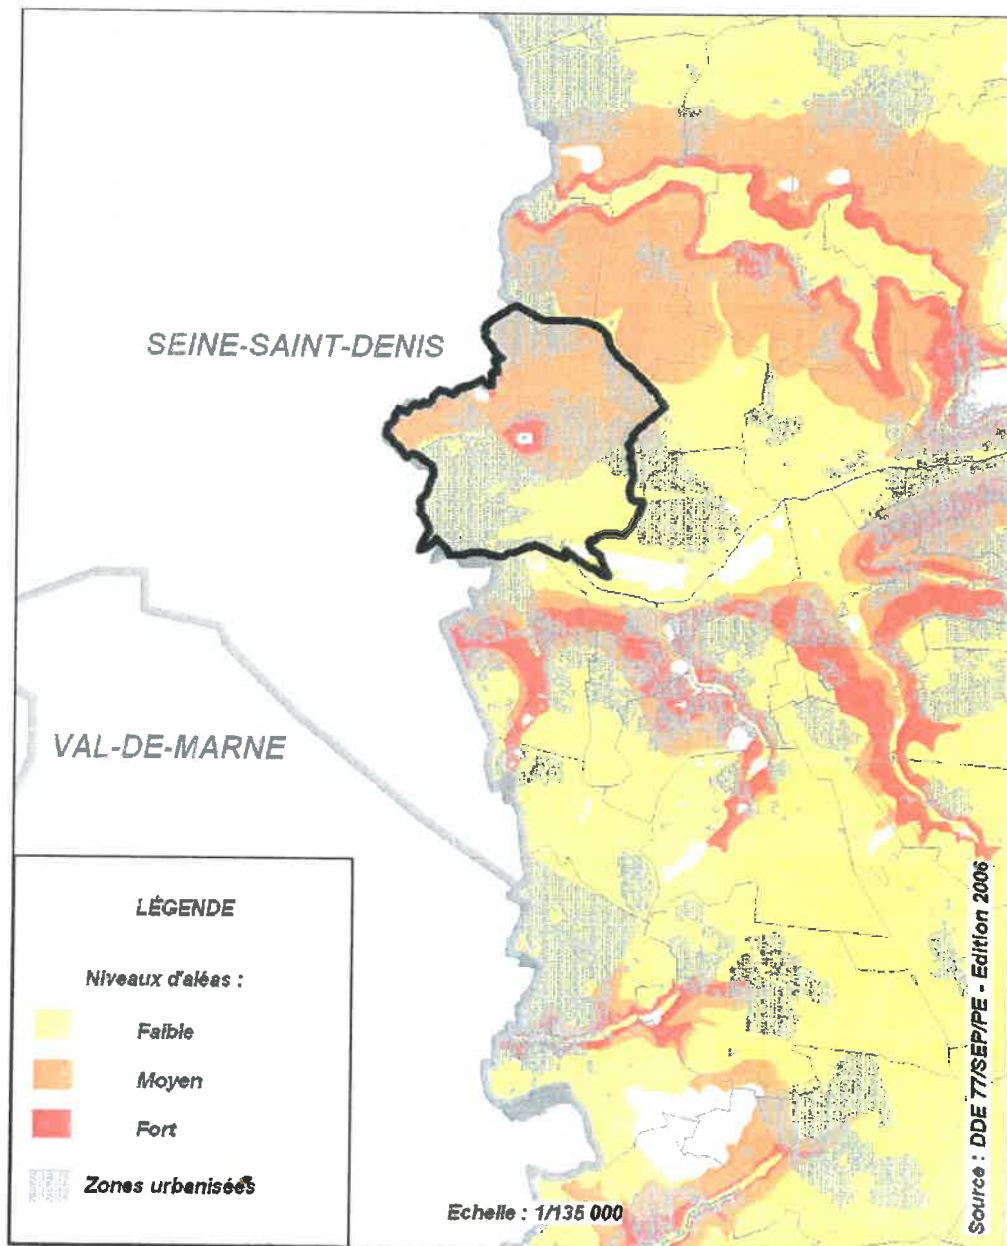 SEINE-SAINT-DENIS
VAL-DE-MARNE
LÉGENDE
Niveaux d'aléas :
Faible
Moyen
Fort
Zones urbanisées
Echelle : 1/135 000
Source : DDE 77/SEP/PE - Edition 2006